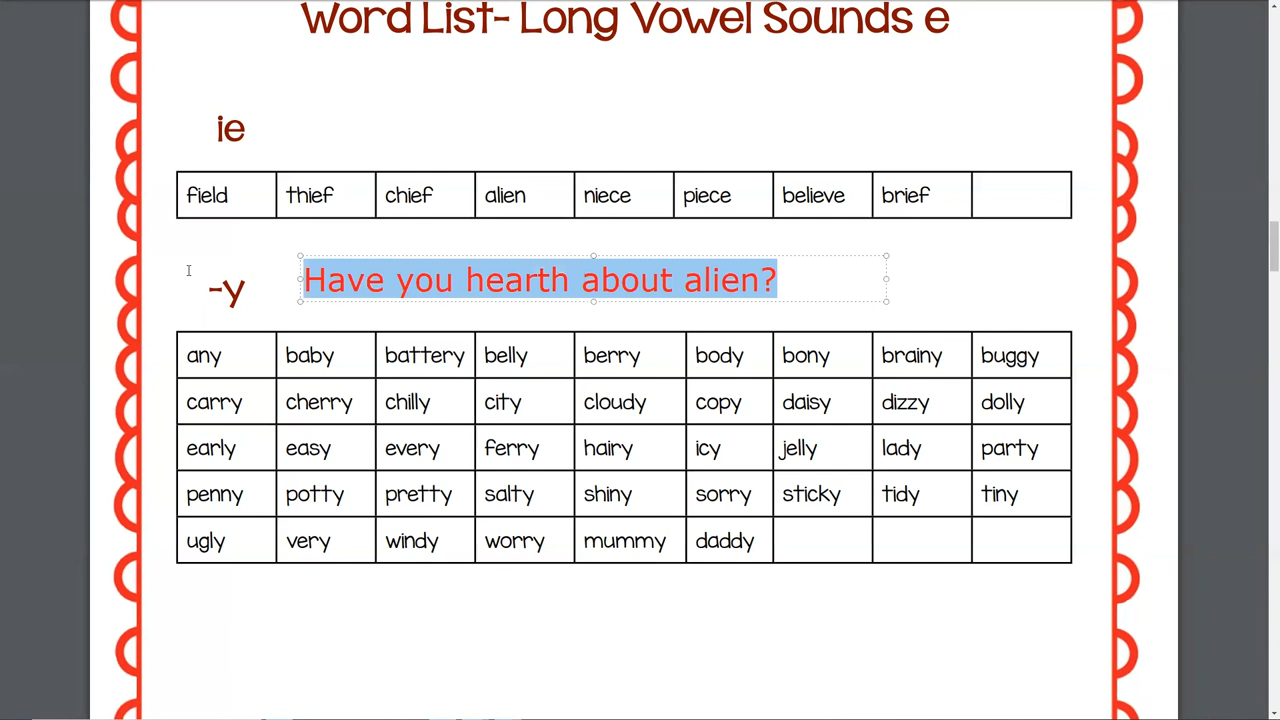 Word List- Long Vowel Sounds e
ie
field thief chief alien niece piece believe brief
-y
Have you hearth about alien?
any baby battery belly berry body bony brainy buggy
carry cherry chilly city cloudy copy daisy dizzy dolly
early easy every ferry hairy icy jelly lady party
penny potty pretty salty shiny sorry sticky tidy tiny
ugly very windy worry mummy daddy